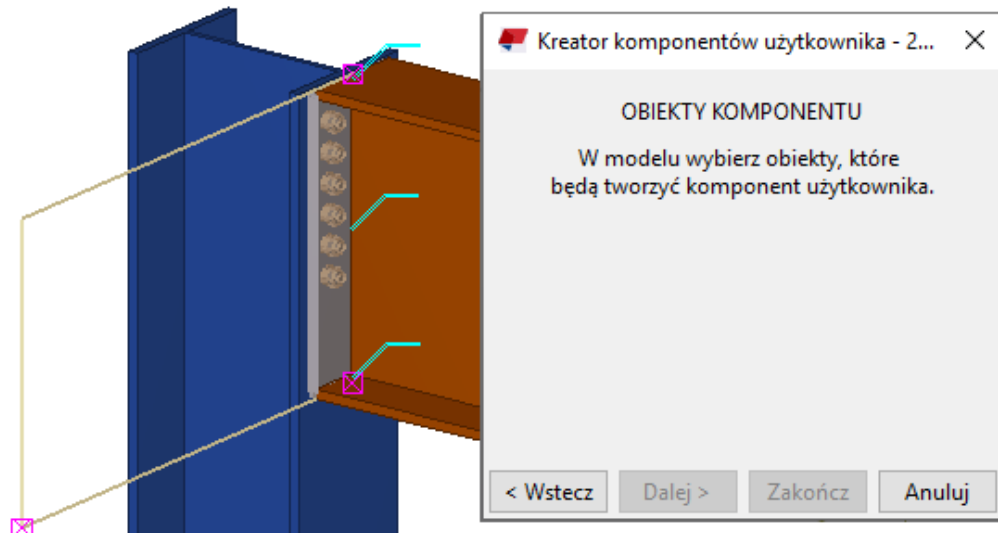 Kreator komponentów użytkownika - 2...
OBIEKTY KOMPONENTU
W modelu wybierz obiekty, które
będą tworzyć komponent użytkownika.
< Wstecz
Dalej >
Zakończ
Anuluj